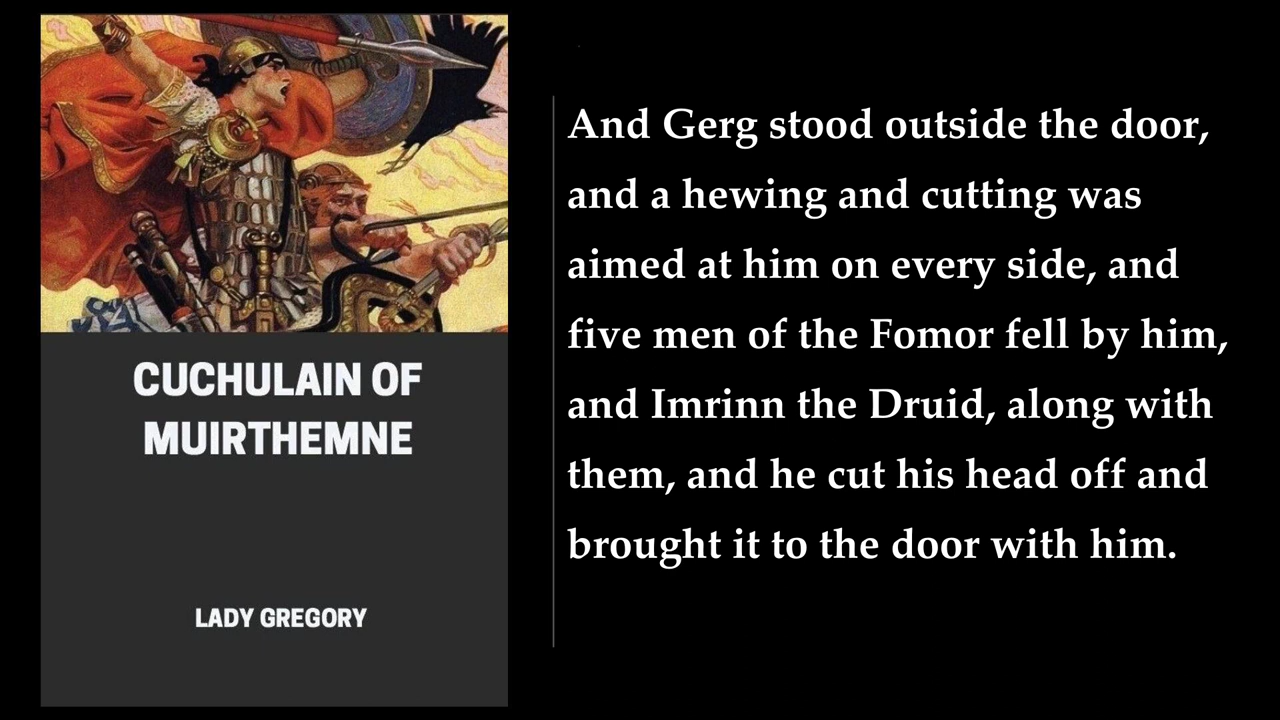 CUCHULAIN OF
MUIRTHEMNE
LADY GREGORY
And Gerg stood outside the door,
and a hewing and cutting was
aimed at him on every side, and
five men of the Fomor fell by him,
and Imrinn the Druid, along with
them, and he cut his head off and
brought it to the door with him.